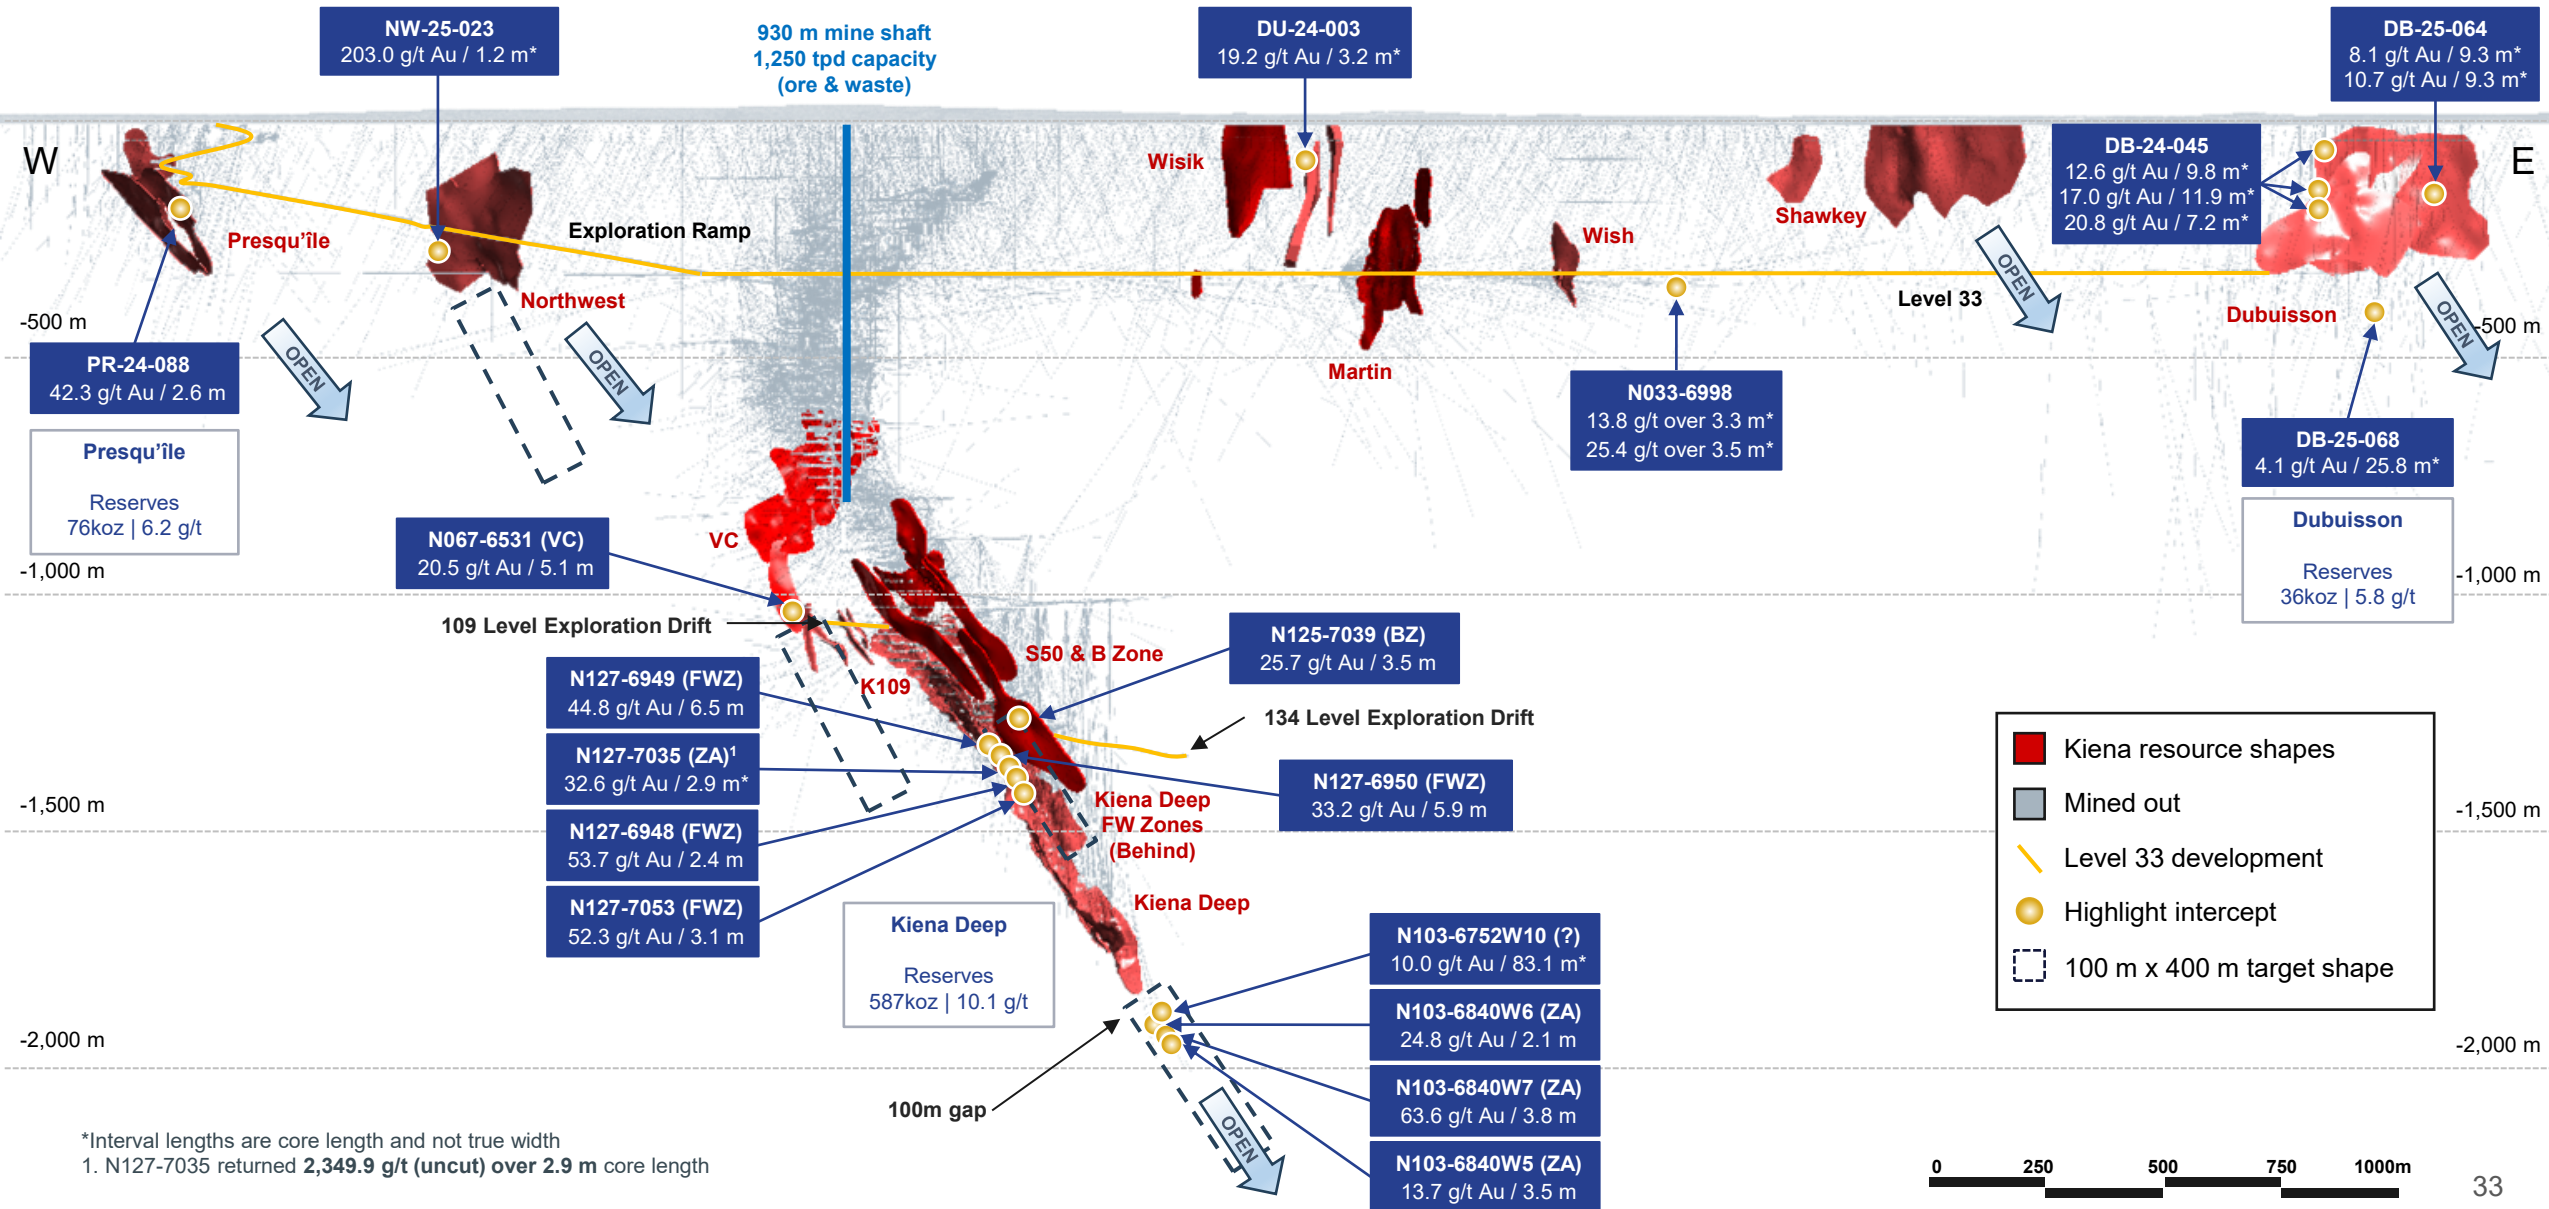 NW-25-023
203.0 g/t Au / 1.2 m*
930 m mine shaft
1,250 tpd capacity
(ore & waste)
DU-24-003
19.2 g/t Au / 3.2 m*
DB-25-064
8.1 g/t Au / 9.3 m*
10.7 g/t Au / 9.3 m*
W
E
DB-24-045
12.6 g/t Au / 9.8 m*
17.0 g/t Au / 11.9 m*
20.8 g/t Au / 7.2 m*
Wisik
Shawkey
Presqu'île
Exploration Ramp
Wish
Northwest
Level 33
Dubuisson
OPEN
OPEN
OPEN
OPEN
-500 m
-500 m
PR-24-088
42.3 g/t Au / 2.6 m
Martin
N033-6998
13.8 g/t over 3.3 m*
25.4 g/t over 3.5 m*
DB-25-068
4.1 g/t Au / 25.8 m*
Presqu'île
Reserves
76koz | 6.2 g/t
Dubuisson
Reserves
36koz | 5.8 g/t
VC
N067-6531 (VC)
20.5 g/t Au / 5.1 m
-1,000 m
-1,000 m
109 Level Exploration Drift
S50 & B Zone
K109
N125-7039 (BZ)
25.7 g/t Au / 3.5 m
N127-6949 (FWZ)
44.8 g/t Au / 6.5 m
134 Level Exploration Drift
N127-7035 (ZA)1
32.6 g/t Au / 2.9 m*
N127-6950 (FWZ)
33.2 g/t Au / 5.9 m
-1,500 m
-1,500 m
Kiena Deep
FW Zones
(Behind)
N127-6948 (FWZ)
53.7 g/t Au / 2.4 m
N127-7053 (FWZ)
52.3 g/t Au / 3.1 m
Kiena Deep
Kiena Deep
Reserves
587koz | 10.1 g/t
N103-6752W10 (?)
10.0 g/t Au / 83.1 m*
N103-6840W6 (ZA)
24.8 g/t Au / 2.1 m
N103-6840W7 (ZA)
63.6 g/t Au / 3.8 m
N103-6840W5 (ZA)
13.7 g/t Au / 3.5 m
-2,000 m
-2,000 m
100m gap
OPEN
Kiena resource shapes
Mined out
Level 33 development
Highlight intercept
100 m x 400 m target shape
*Interval lengths are core length and not true width
1. N127-7035 returned 2,349.9 g/t (uncut) over 2.9 m core length
0 250 500 750 1000m
33